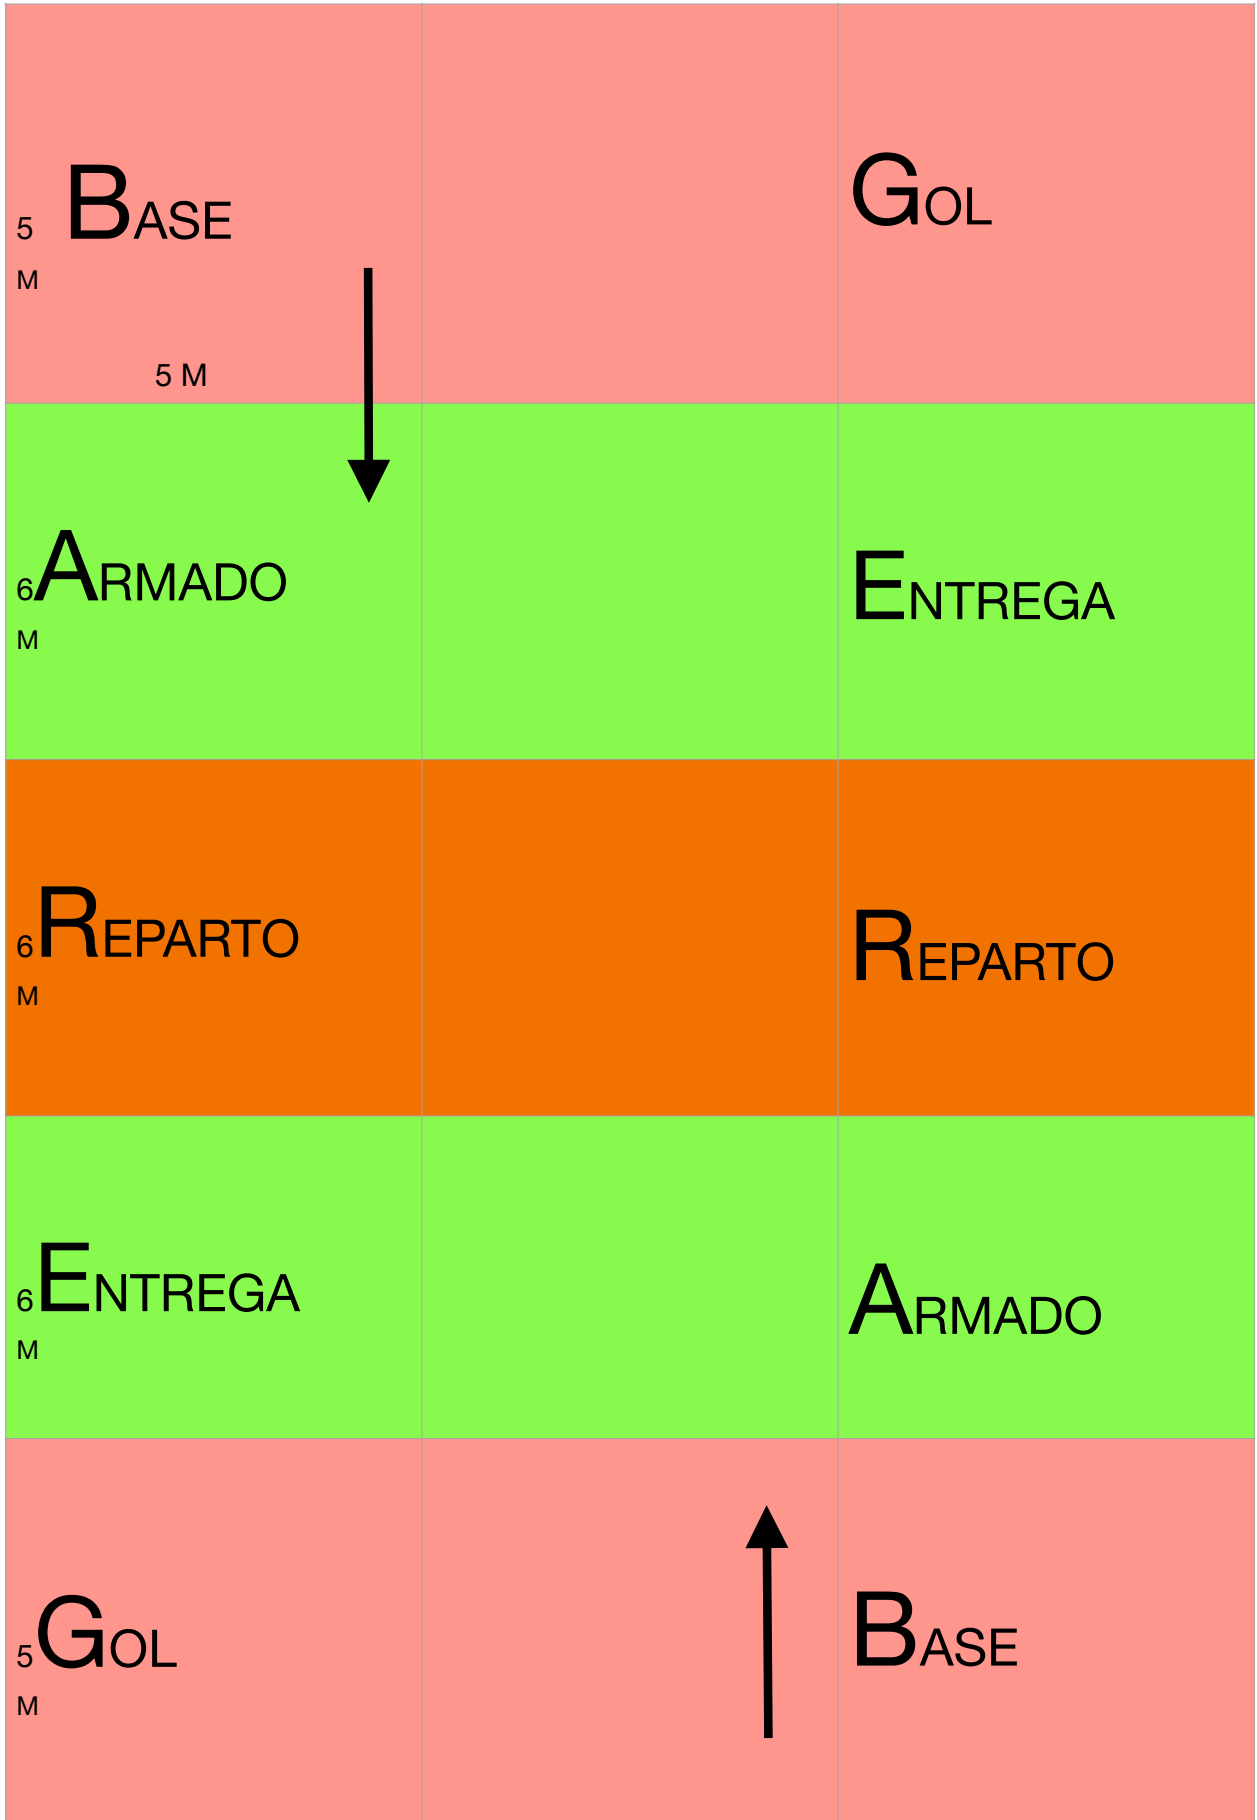 5 BASE
M
GOL
5 M
6 ARMADO
M
ENTREGA
6 REPARTO
M
REPARTO
6 ENTREGA
M
ARMADO
5 GOL
M
BASE